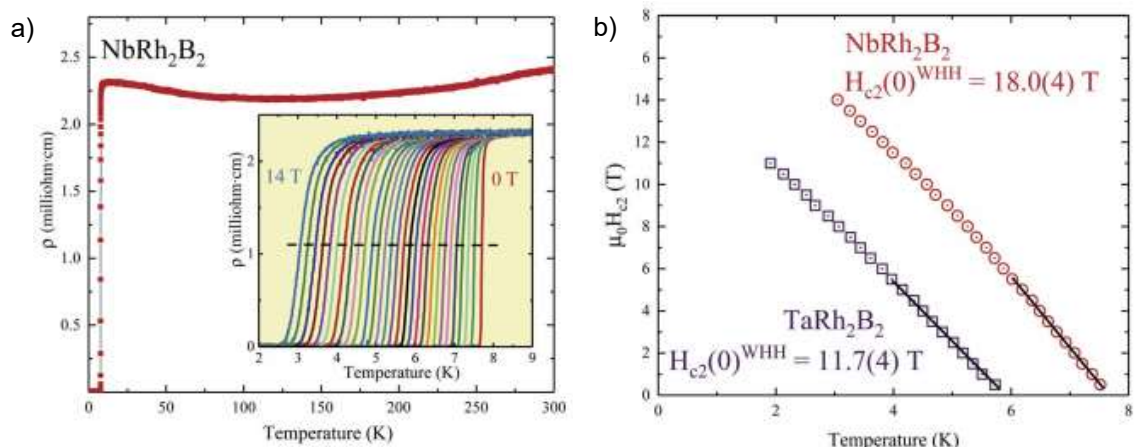 a)
NbRh₂B₂
ρ (milliohm·cm)
2.5
2.0
1.5
1.0
0.5
0 50 100 150 200 250 300
Temperature (K)
ρ (milliohm·cm)
2
1
0
14 T
0 T
2 3 4 5 6 7 8 9
Temperature (K)
b)
μ₀H_c2 (T)
8
14
12
10
8
6
4
2
0
NbRh₂B₂
H_c2(0)^WHH = 18.0(4) T
TaRh₂B₂
H_c2(0)^WHH = 11.7(4) T
0 2 4 6 8
Temperature (K)